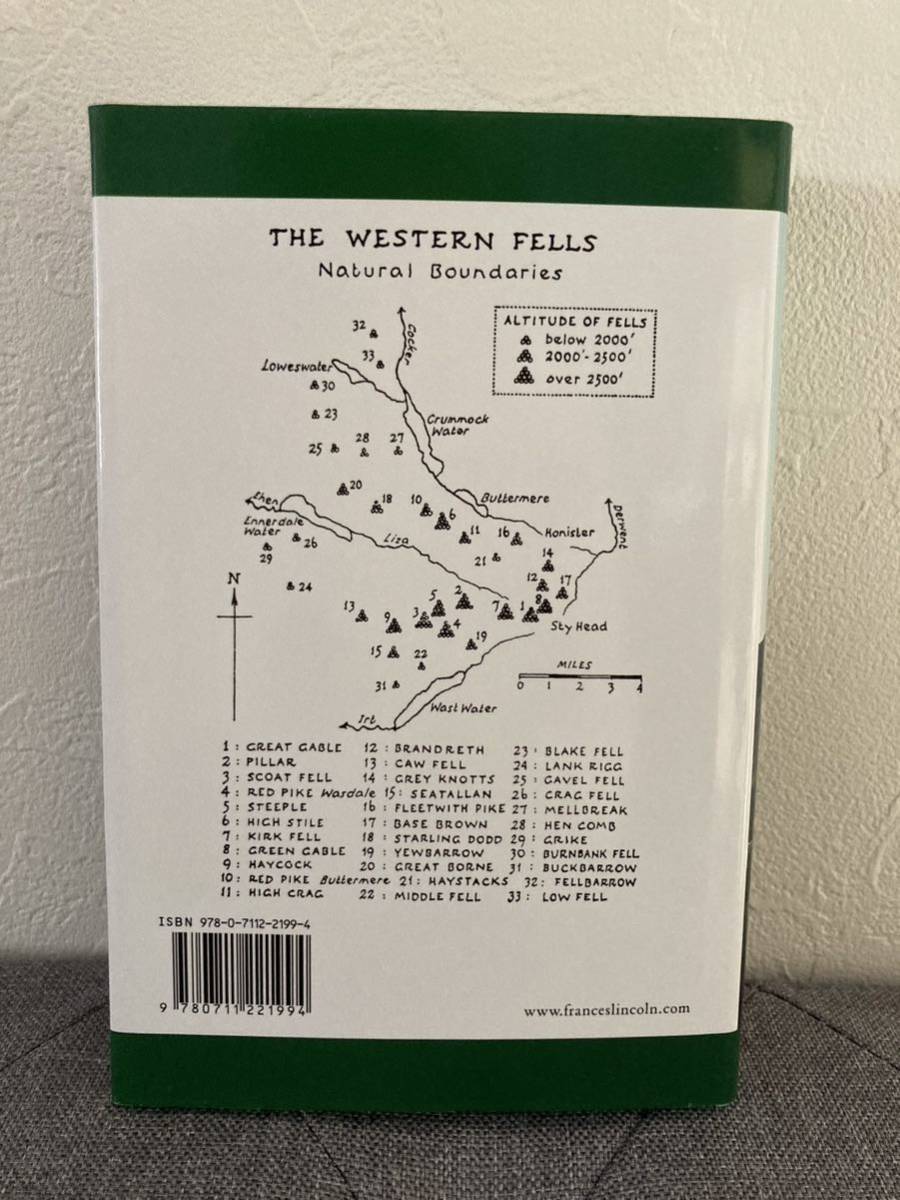 THE WESTERN FELLS
Natural Boundaries
ALTITUDE OF FELLS
below 2000'
2000'-2500'
over 2500'
32
Cocker
33
Loweswater
30
23
Crummock
Water
25
28
27
20
18
10
6
Buttermere
Ehen
Ennerdale
Water
26
29
Liza
11
16
Honister
Derwent
21
14
N
24
12
17
13
9
3
5
2
4
7
1
8
Sty Head
15
22
19
31
MILES
0 1 2 3 4
Wast Water
Irt
1 : GREAT GABLE 12 : BRANDRETH 23 : BLAKE FELL
2 : PILLAR 13 : CAW FELL 24 : LANK RIGG
3 : SCOAT FELL 14 : GREY KNOTTS 25 : GAVEL FELL
4 : RED PIKE Wasdale 15 : SEATALLAN 26 : CRAG FELL
5 : STEEPLE 16 : FLEETWITH PIKE 27 : MELLBREAK
6 : HIGH STILE 17 : BASE BROWN 28 : HEN COMB
7 : KIRK FELL 18 : STARLING DODD 29 : GRIKE
8 : GREEN GABLE 19 : YEWBARROW 30 : BURNBANK FELL
9 : HAYCOCK 20 : GREAT BORNE 31 : BUCKBARROW
10 : RED PIKE Buttermere 21 : HAYSTACKS 32 : FELLBARROW
11 : HIGH CRAG 22 : MIDDLE FELL 33 : LOW FELL
ISBN 978-0-7112-2199-4
9 780711 221994
www.franceslincoln.com